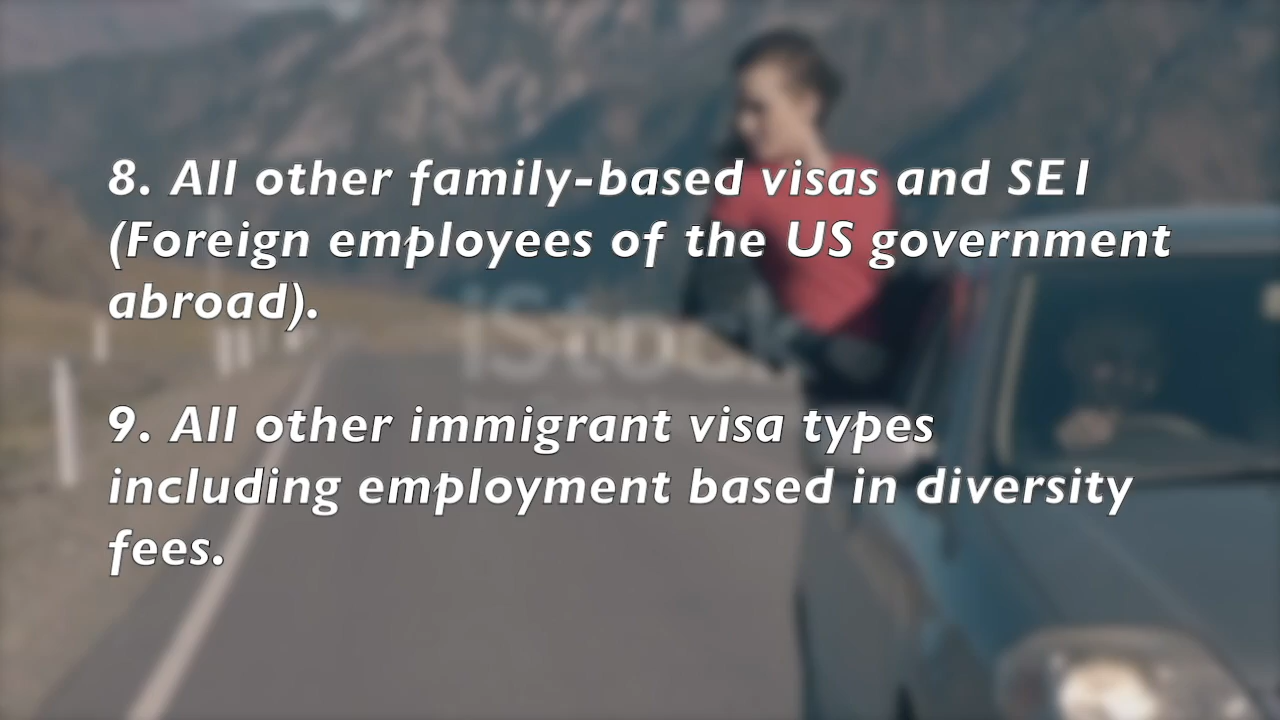 8. All other family-based visas and SE1
(Foreign employees of the US government
abroad).
iStock
9. All other immigrant visa types
including employment based in diversity
fees.